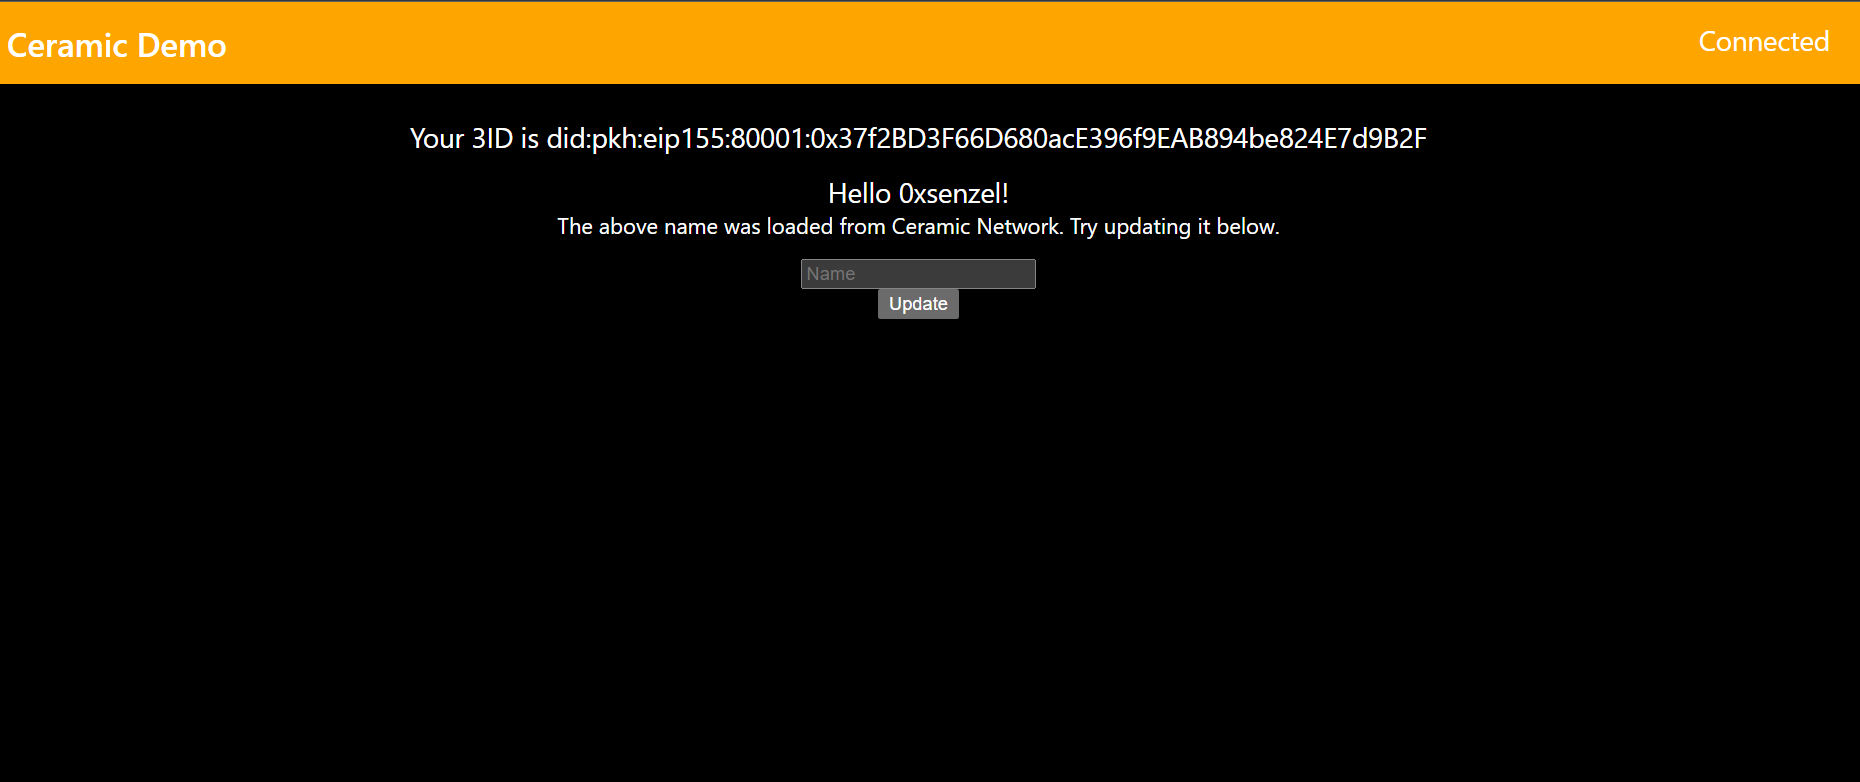 Ceramic Demo
Connected
Your 3ID is did:pkh:eip155:80001:0x37f2BD3F66D680acE396f9EAB894be824E7d9B2F
Hello 0xsenzel!
The above name was loaded from Ceramic Network. Try updating it below.
Name
Update